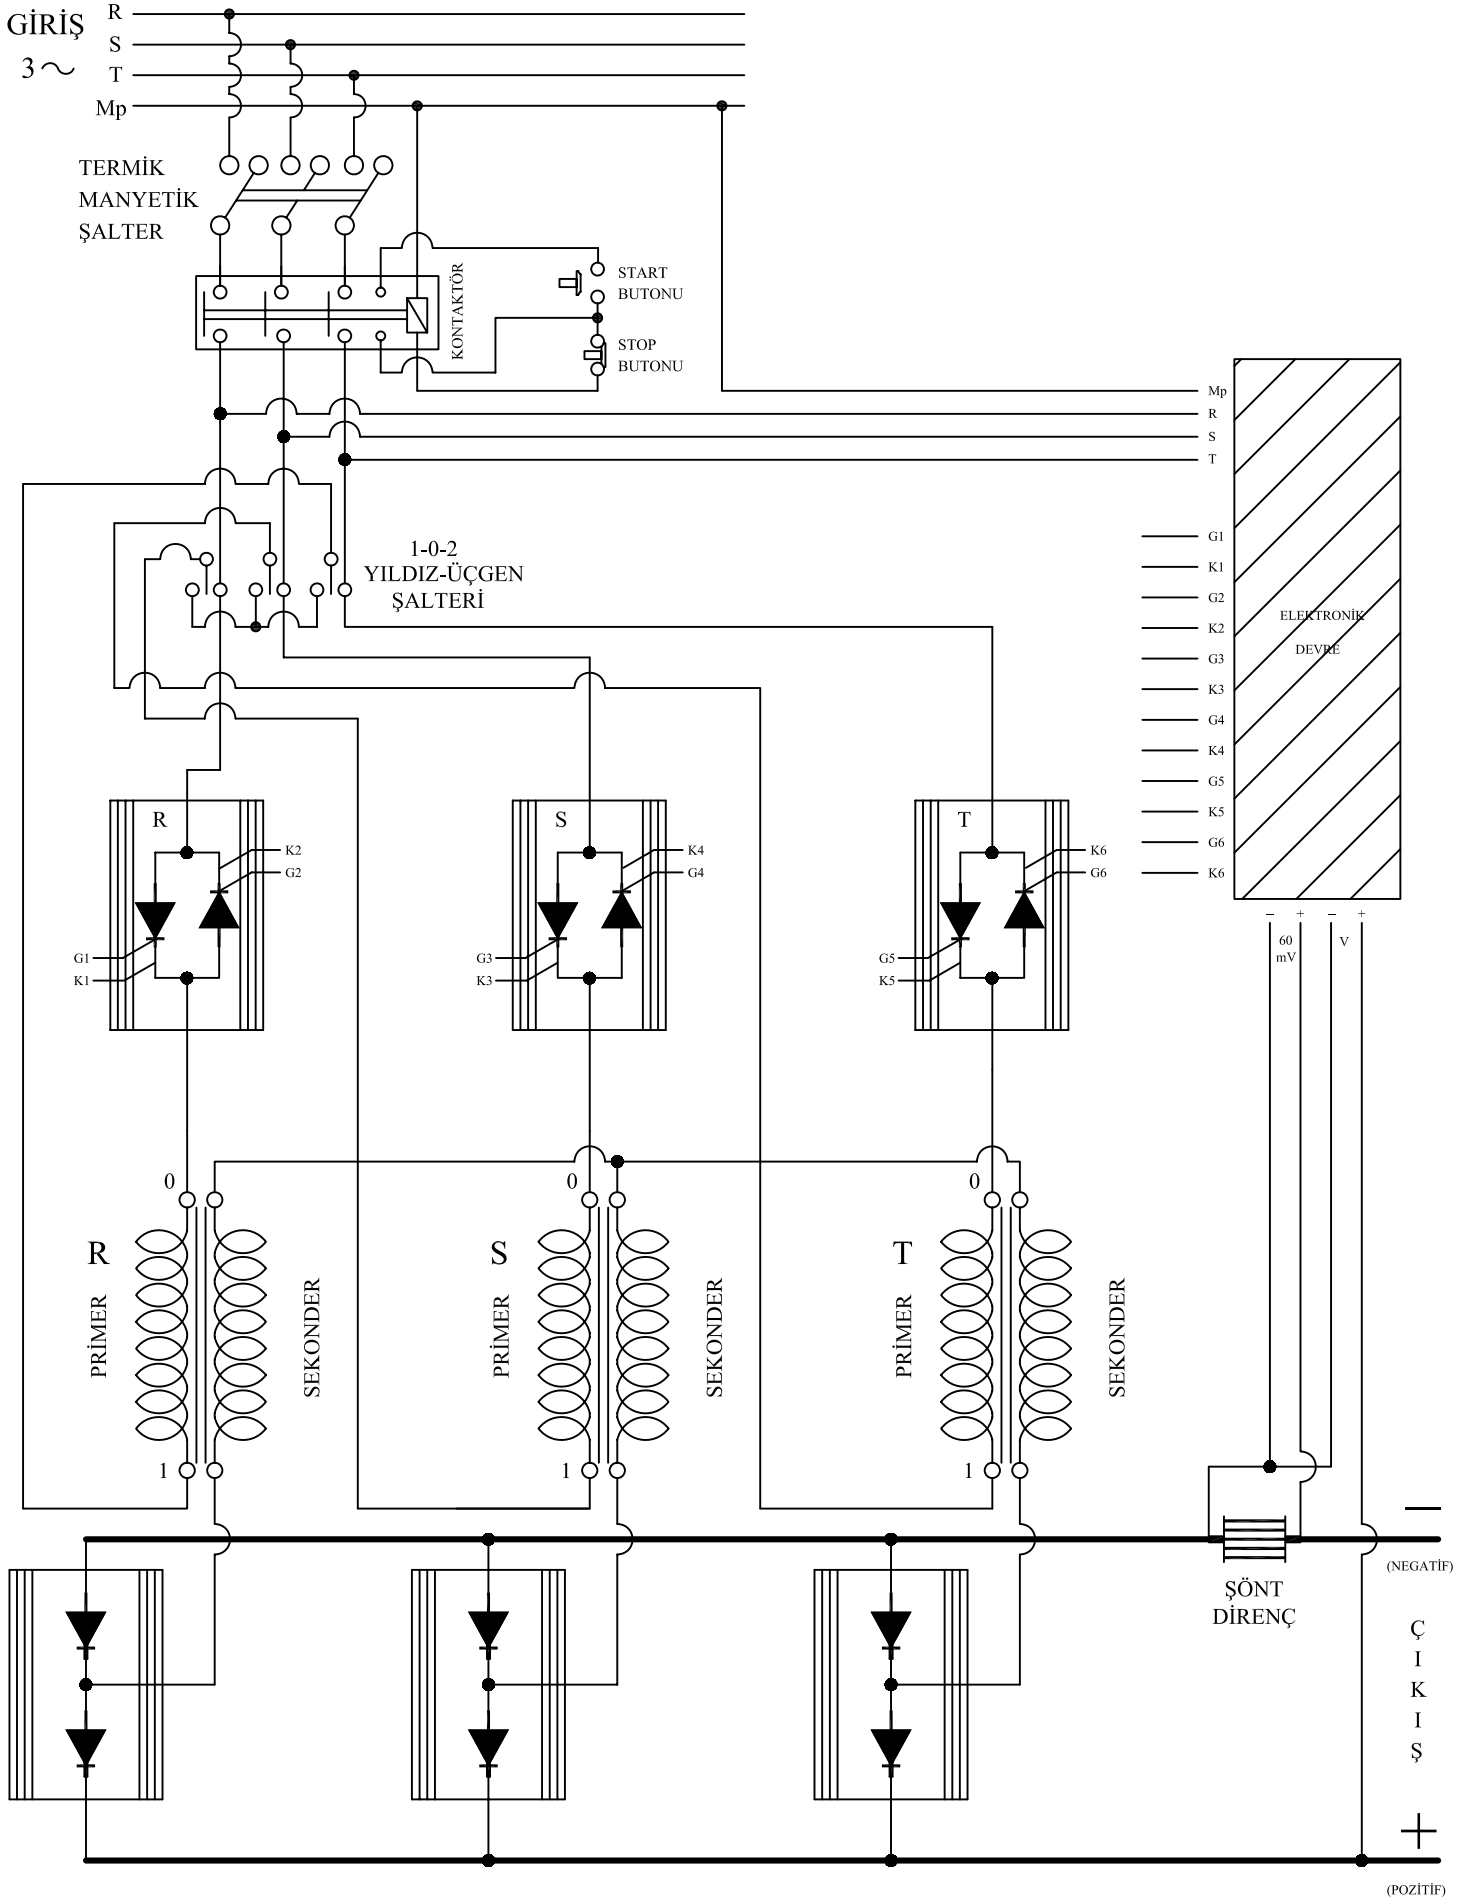 GİRİŞ
3
R
S
T
Mp
TERMİK
MANYETİK
ŞALTER
KONTAKTÖR
START
BUTONU
STOP
BUTONU
Mp
R
S
T
1-0-2
YILDIZ-ÜÇGEN
ŞALTERİ
G1
K1
G2
K2
G3
K3
G4
K4
G5
K5
G6
K6
ELEKTRONİK
DEVRE
- + - +
60
mV
V
R
K2
G2
G1
K1
S
K4
G4
G3
K3
T
K6
G6
G5
K5
0
0
0
R
PRİMER
SEKONDER
S
PRİMER
SEKONDER
T
PRİMER
SEKONDER
1
1
1
ŞÖNT
DİRENÇ
—
(NEGATİF)
Ç
I
K
I
Ş
+
(POZİTİF)